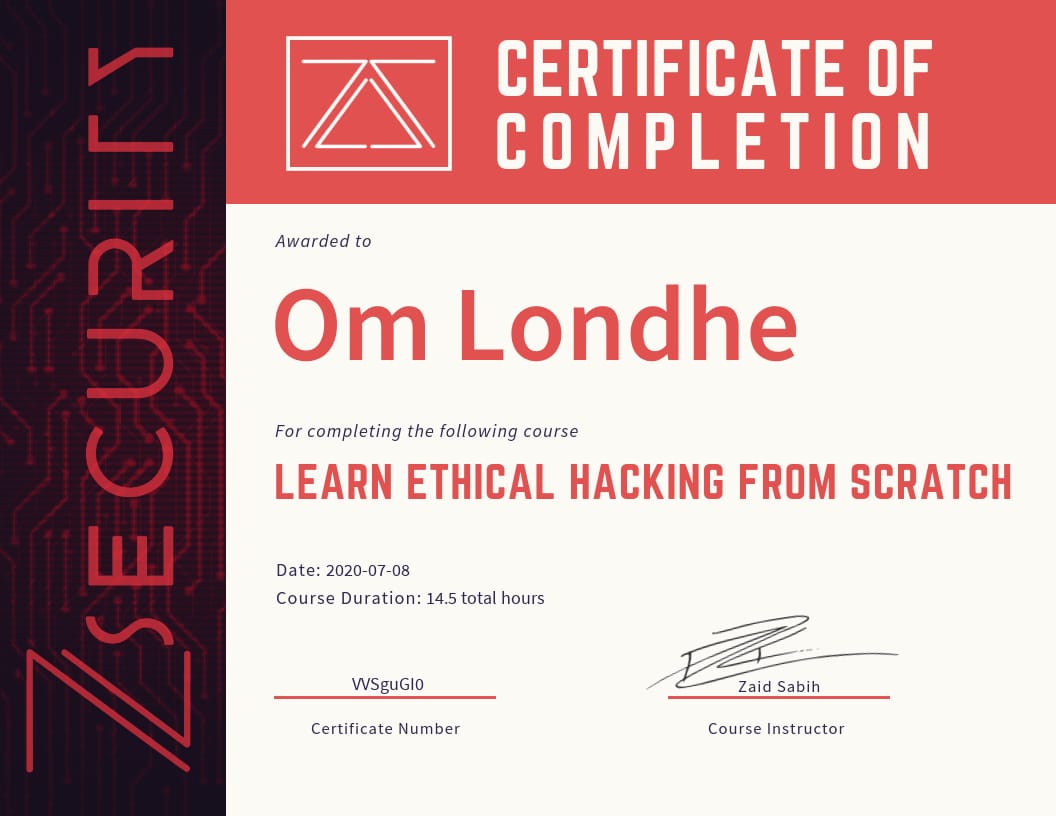 ZSECURITY
CERTIFICATE OF
COMPLETION
Awarded to
Om Londhe
For completing the following course
LEARN ETHICAL HACKING FROM SCRATCH
Date: 2020-07-08
Course Duration: 14.5 total hours
VVSguGI0
Certificate Number
Zaid Sabih
Course Instructor